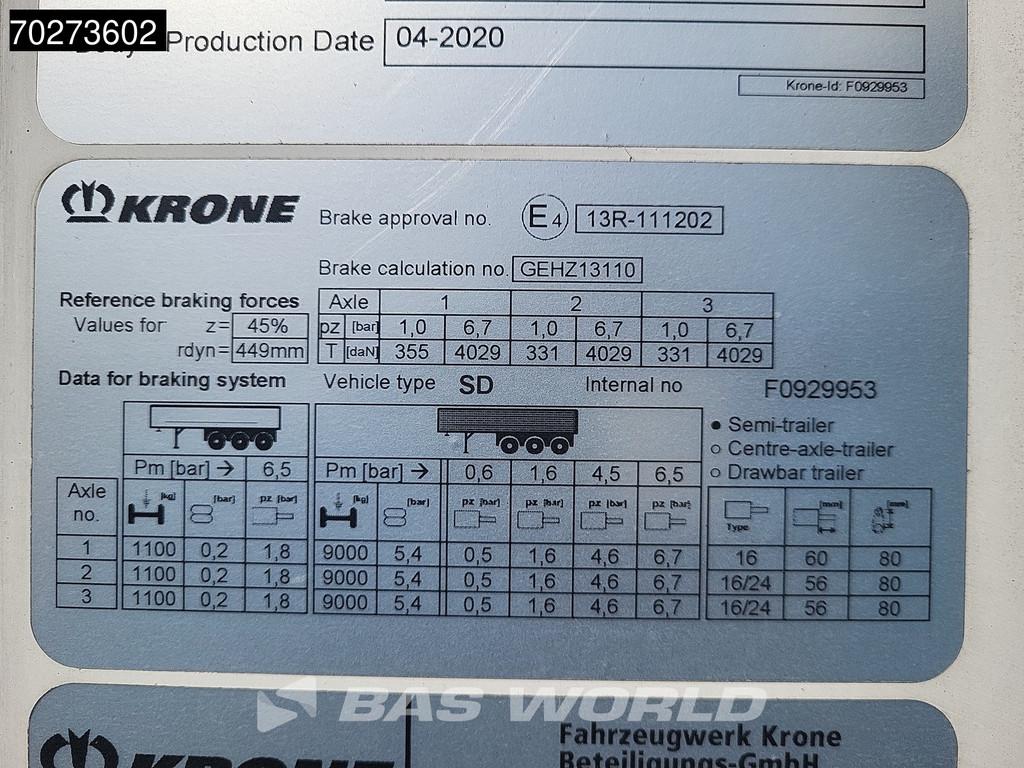 70273602
Production Date 04-2020
Krone-Id: F0929953
KRONE Brake approval no. E4 13R-111202
Brake calculation no. GEHZ13110
Reference braking forces Axle 1 2 3
Values for z= 45% pz [bar] 1,0 6,7 1,0 6,7 1,0 6,7
rdyn= 449mm T [daN] 355 4029 331 4029 331 4029
Data for braking system Vehicle type SD Internal no F0929953
Semi-trailer
Centre-axle-trailer
Drawbar trailer
Pm [bar] → 6,5 Pm [bar] → 0,6 1,6 4,5 6,5
Axle no. [kg] [bar] pz [bar] [kg] [bar] pz [bar] pz [bar] pz [bar] pz [bar] Type [mm] [mm]
1 1100 0,2 1,8 9000 5,4 0,5 1,6 4,6 6,7 16 60 80
2 1100 0,2 1,8 9000 5,4 0,5 1,6 4,6 6,7 16/24 56 80
3 1100 0,2 1,8 9000 5,4 0,5 1,6 4,6 6,7 16/24 56 80
BAS WORLD
KRONE Fahrzeugwerk Krone
Beteiligungs-GmbH